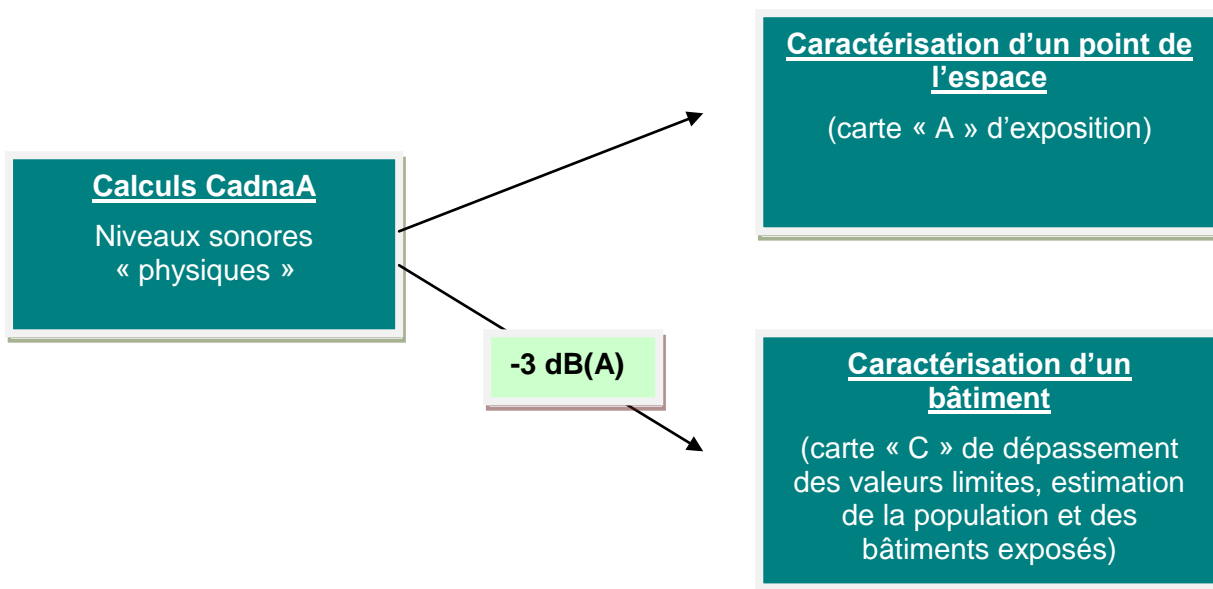 Calculs CadnaA
Niveaux sonores
« physiques »
-3 dB(A)
Caractérisation d’un point de
l’espace
(carte « A » d’exposition)
Caractérisation d’un
bâtiment
(carte « C » de dépassement
des valeurs limites, estimation
de la population et des
bâtiments exposés)